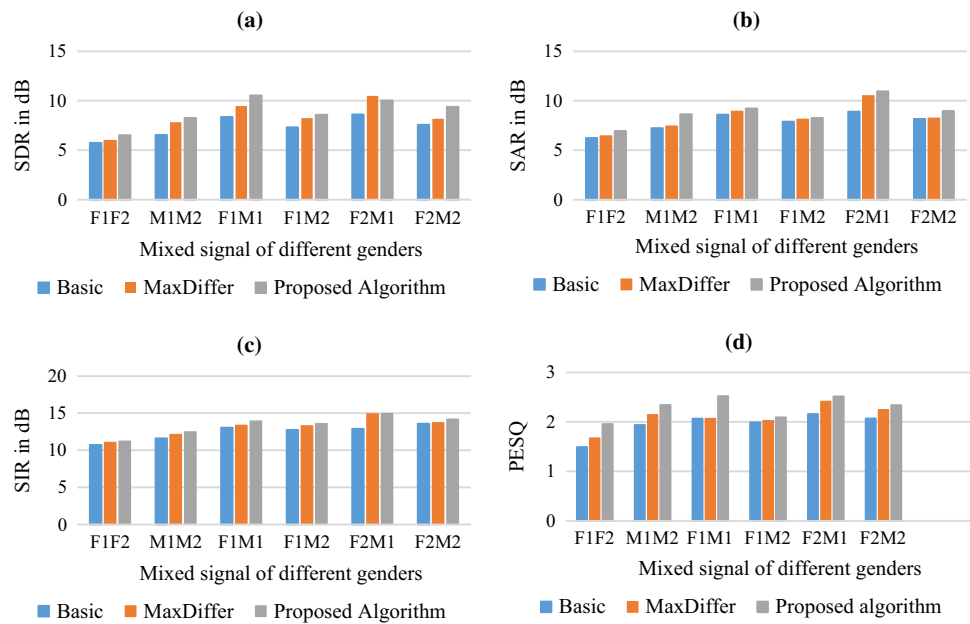 (a)
SDR in dB
15
10
5
0
F1F2 M1M2 F1M1 F1M2 F2M1 F2M2
Mixed signal of different genders
Basic MaxDiffer Proposed Algorithm
(b)
SAR in dB
15
10
5
0
F1F2 M1M2 F1M1 F1M2 F2M1 F2M2
Mixed signal of different genders
Basic MaxDiffer Proposed Algorithm
(c)
SIR in dB
20
15
10
5
0
F1F2 M1M2 F1M1 F1M2 F2M1 F2M2
Mixed signal of different genders
Basic MaxDiffer Proposed Algorithm
(d)
PESQ
3
2
1
0
F1F2 M1M2 F1M1 F1M2 F2M1 F2M2
Mixed signal of different genders
Basic MaxDiffer Proposed algorithm